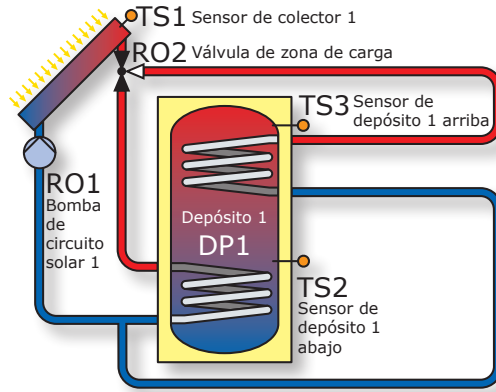 TS1 Sensor de colector 1
RO2 Válvula de zona de carga
TS3 Sensor de
depósito 1 arriba
RO1
Bomba
de
circuito
solar 1
Depósito 1
DP1
TS2
Sensor de
depósito 1
abajo